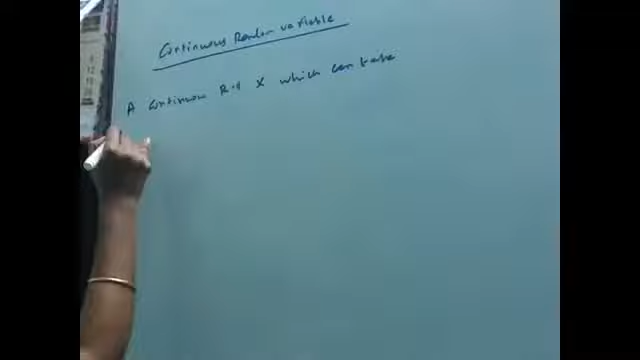 Continuous Random variable
A Continuous R.V X which can take